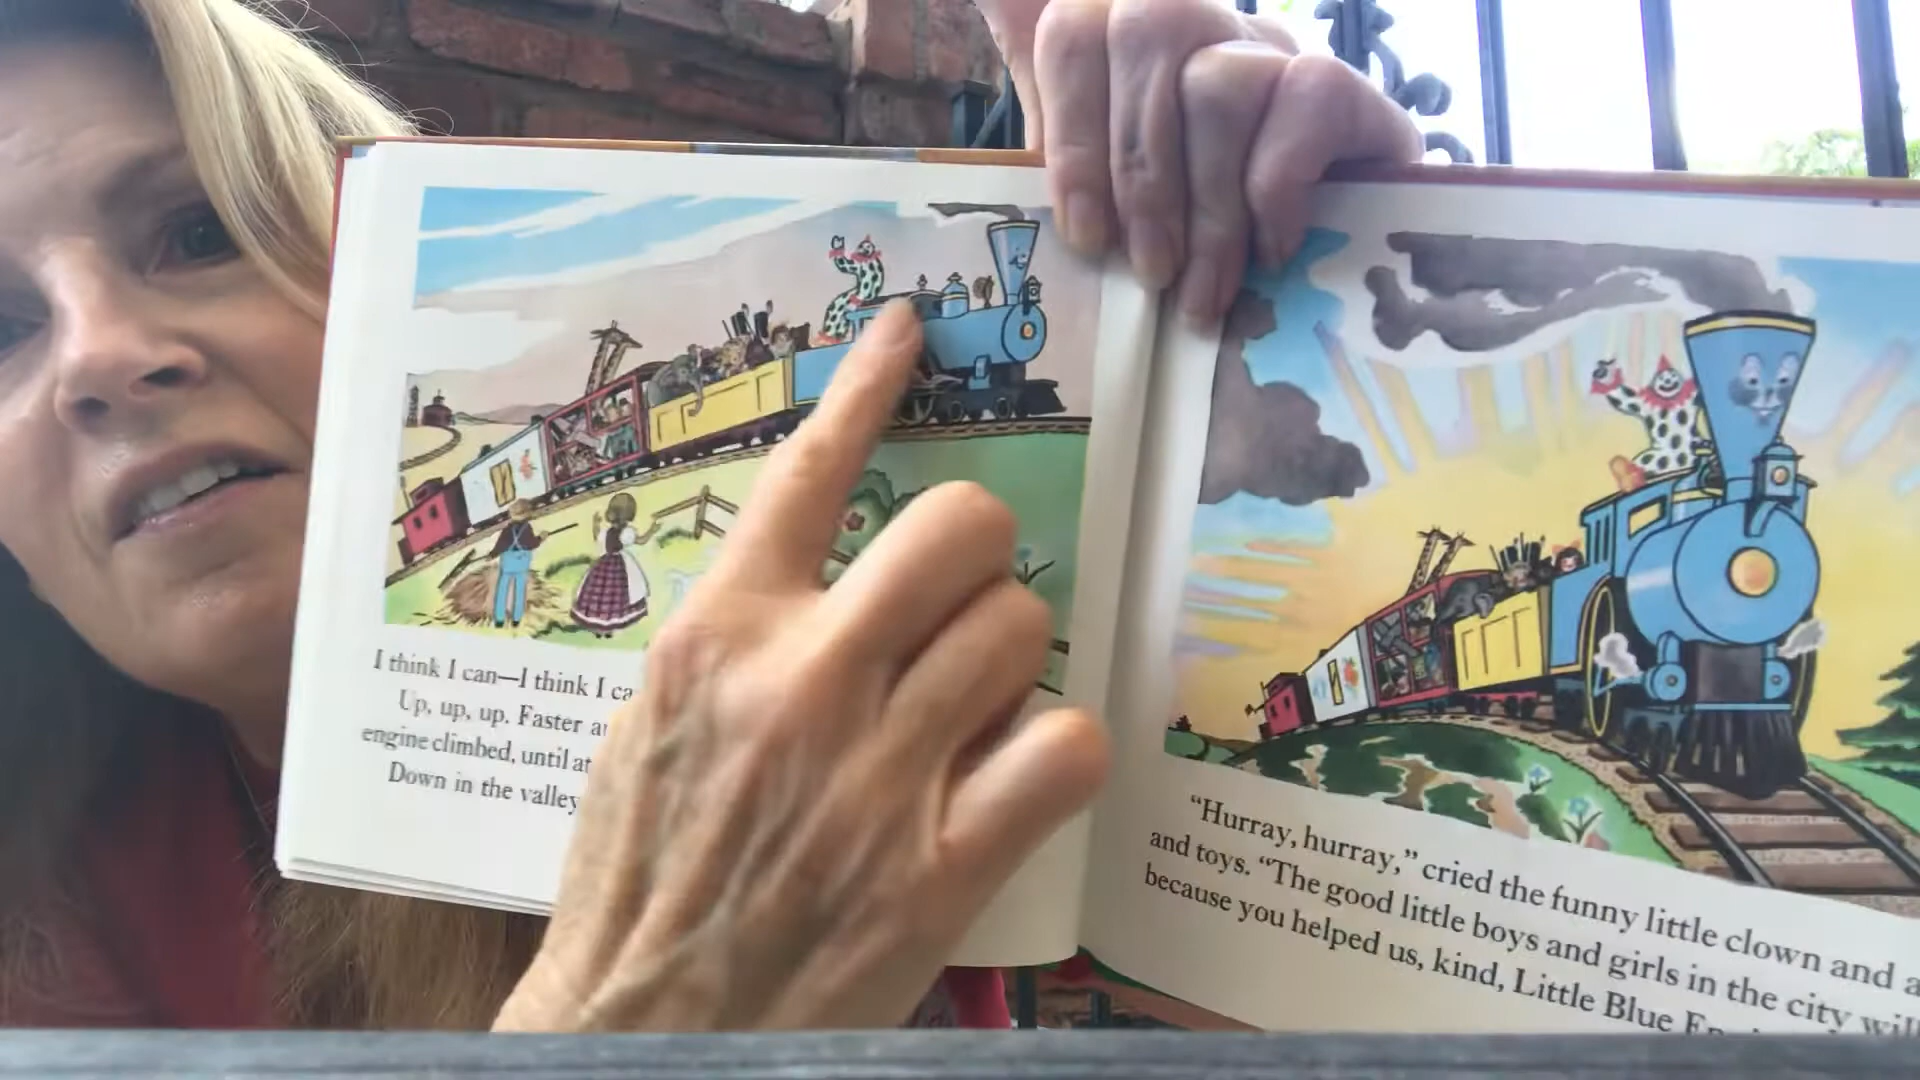 I think I can—I think I ca
Up, up, up. Faster a
engine climbed, until at
Down in the valley
“Hurray, hurray,” cried the funny little clown and a
and toys. “The good little boys and girls in the city will
because you helped us, kind, Little Blue En